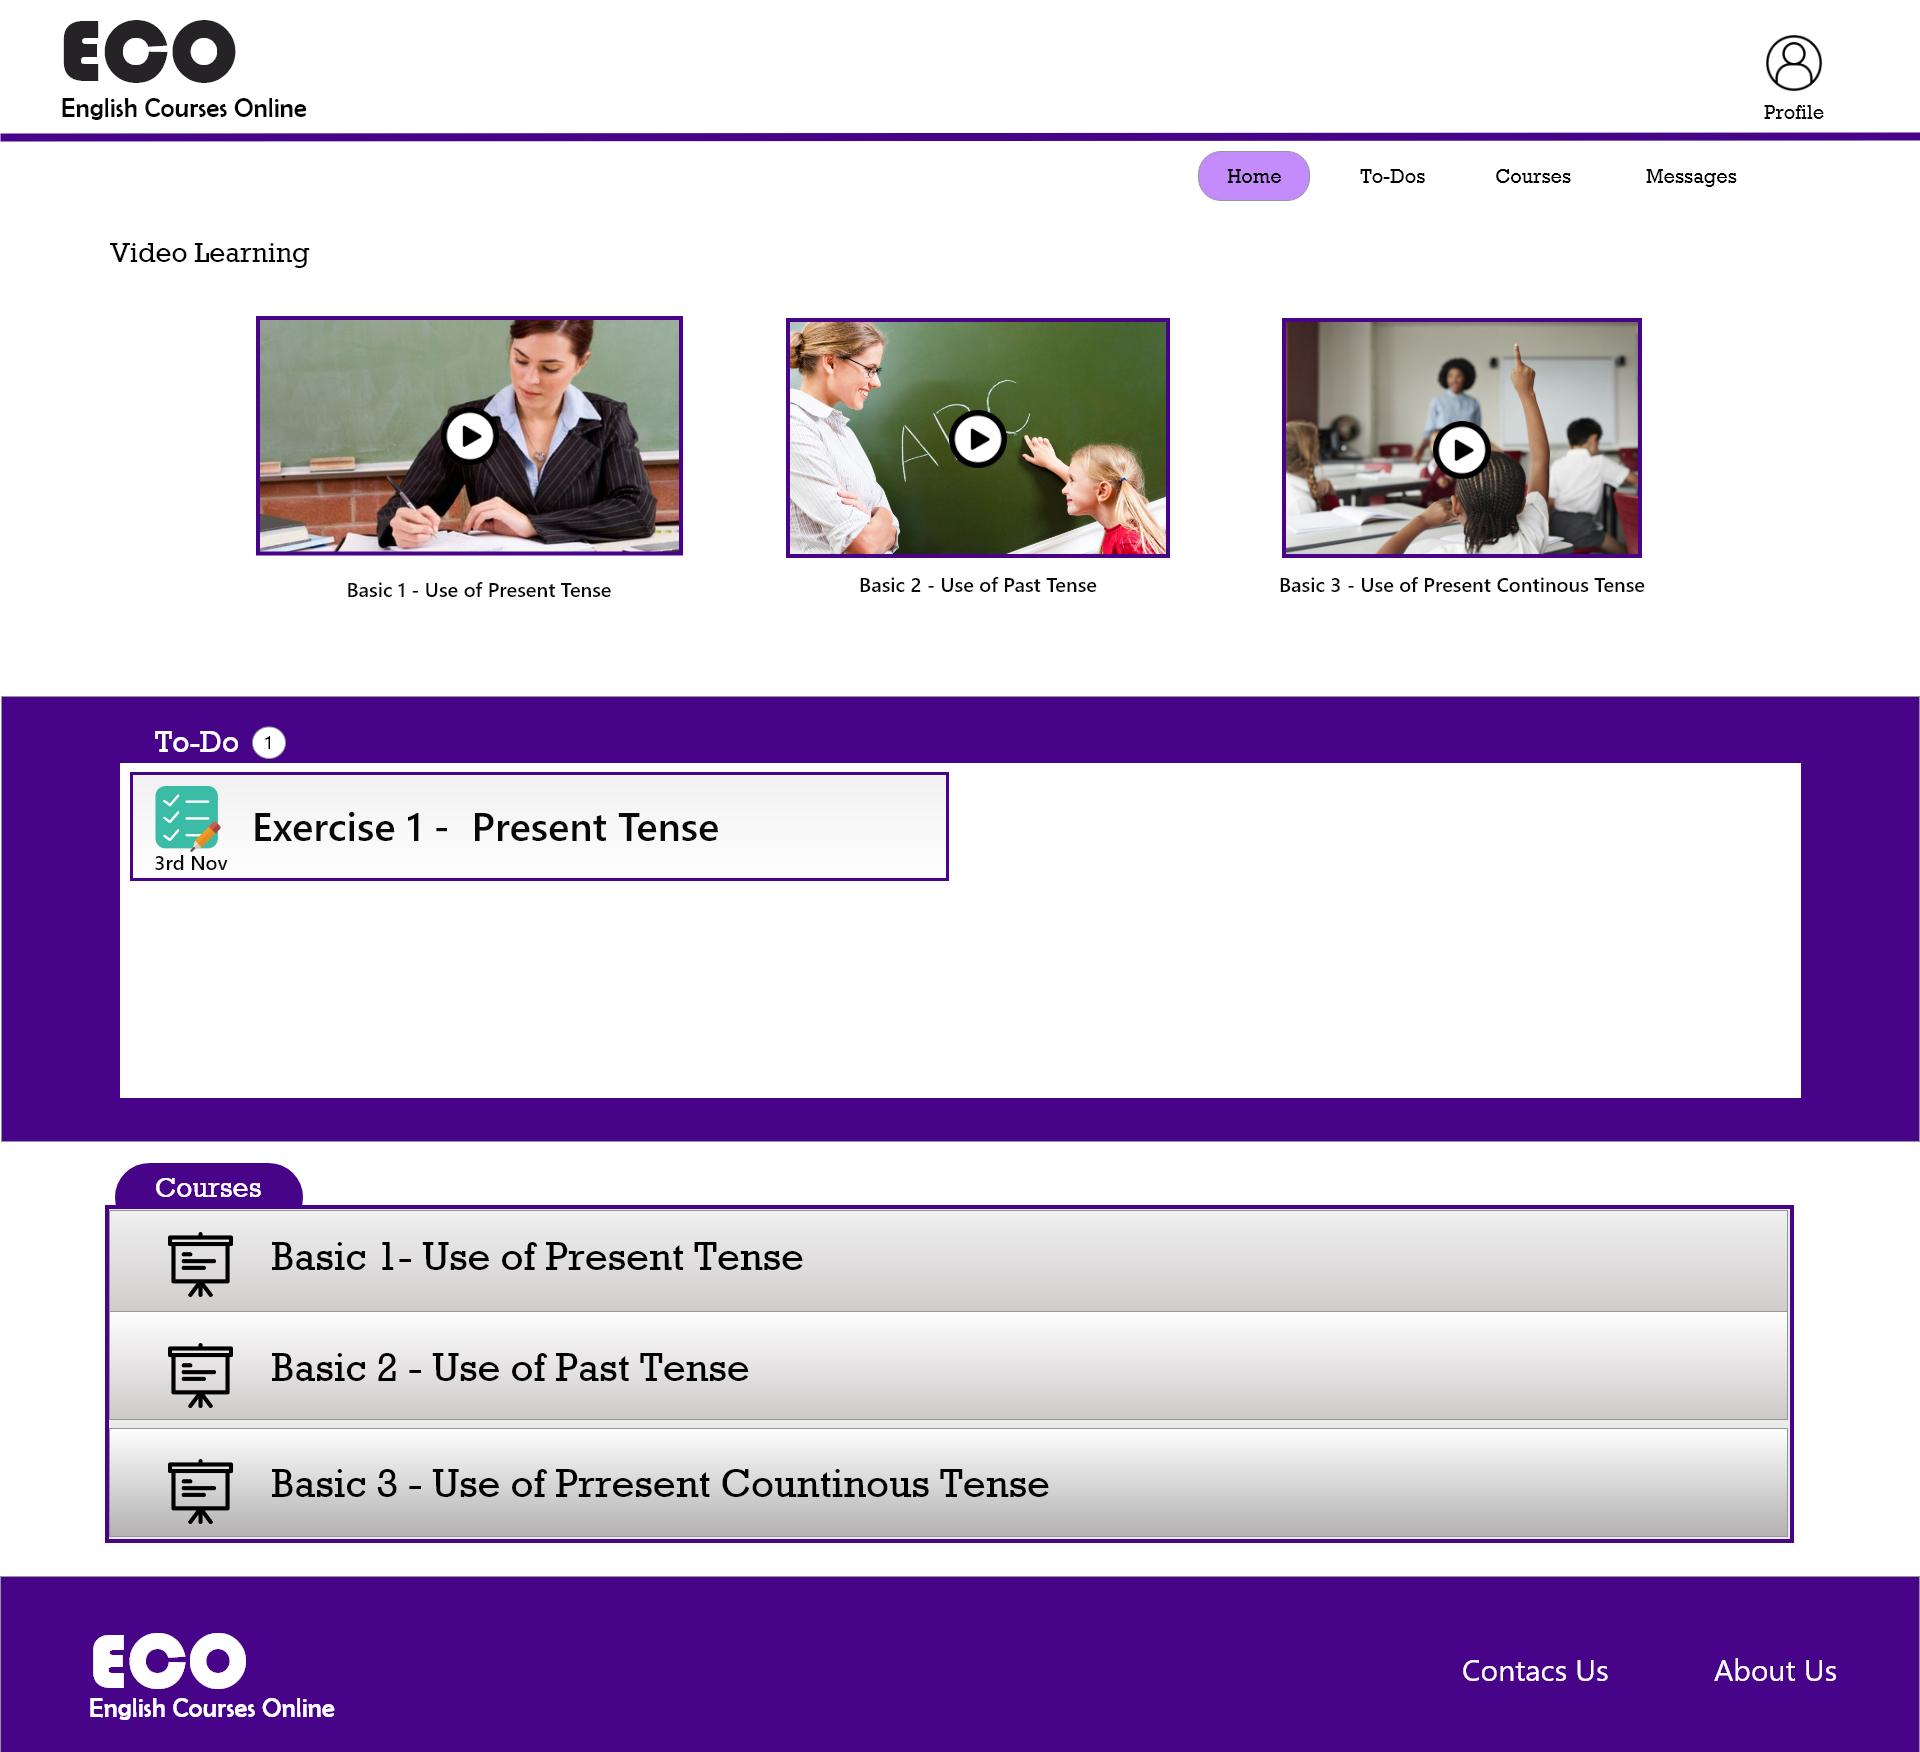 ECO
English Courses Online
Profile
Home To-Dos Courses Messages
Video Learning
ABC
Basic 1 - Use of Present Tense
Basic 2 - Use of Past Tense
Basic 3 - Use of Present Continous Tense
To-Do 1
Exercise 1 - Present Tense
3rd Nov
Courses
Basic 1- Use of Present Tense
Basic 2 - Use of Past Tense
Basic 3 - Use of Prresent Countinous Tense
ECO
English Courses Online
Contacs Us About Us